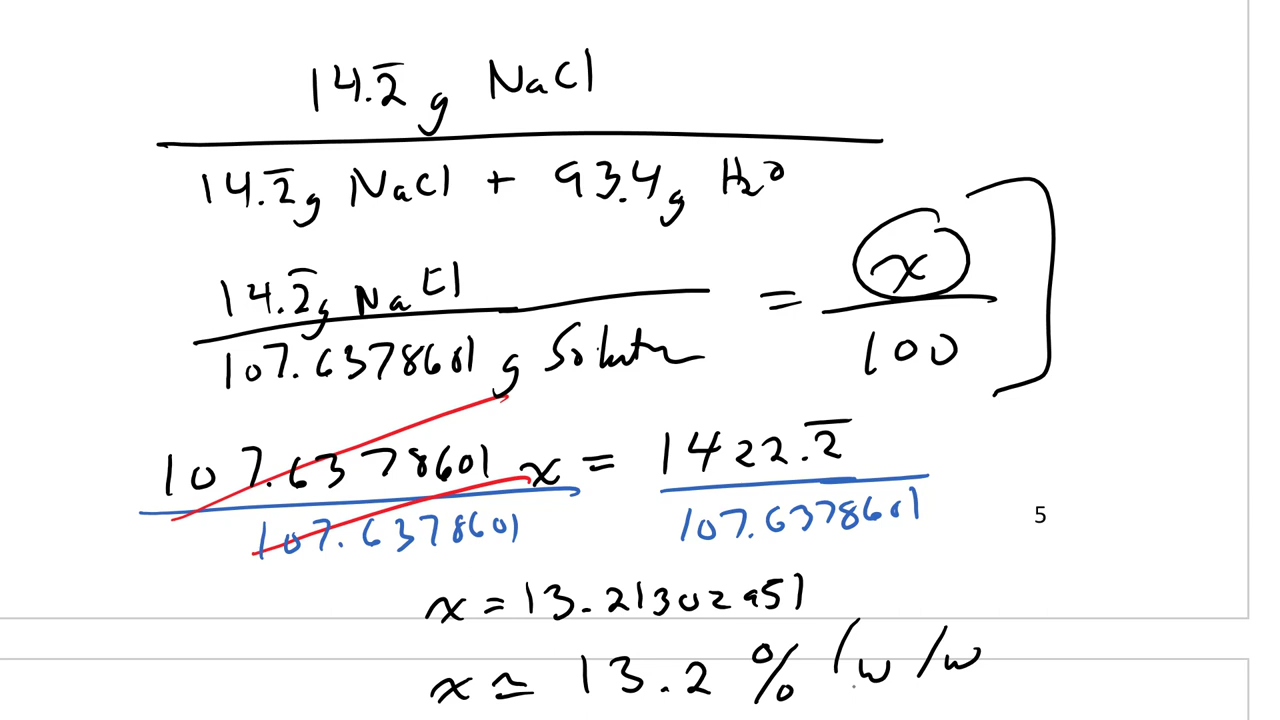 14.2̅ g NaCl
14.2̅ g NaCl + 93.4 g H2O
14.2̅ g NaCl = x
107.6378601 g Solution 100
107.6378601 x = 1422.2̅
107.6378601 107.6378601
5
x = 13.21302951
x ≃ 13.2 % (w/w